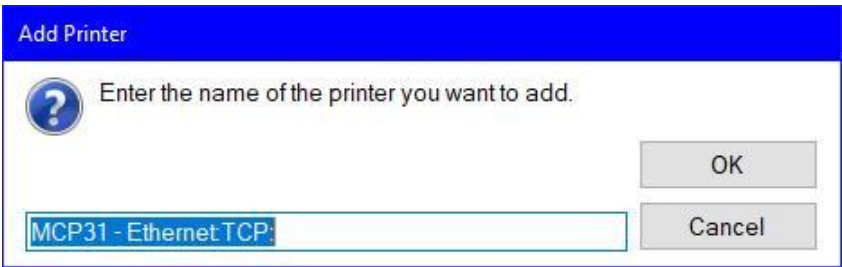 Add Printer
Enter the name of the printer you want to add.
OK
MCP31 - Ethernet:TCP:
Cancel